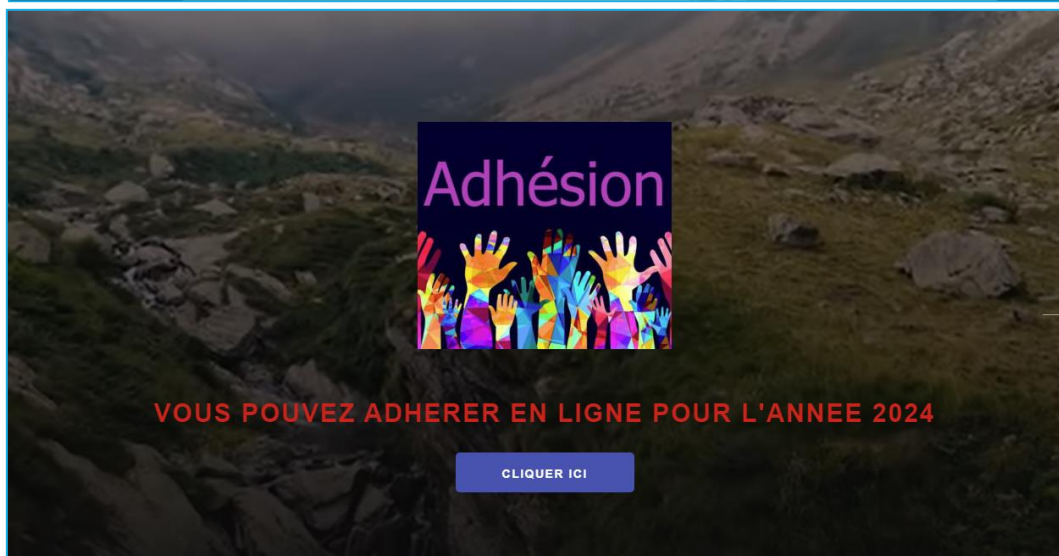 Adhésion
VOUS POUVEZ ADHERER EN LIGNE POUR L'ANNEE 2024
CLIQUER ICI